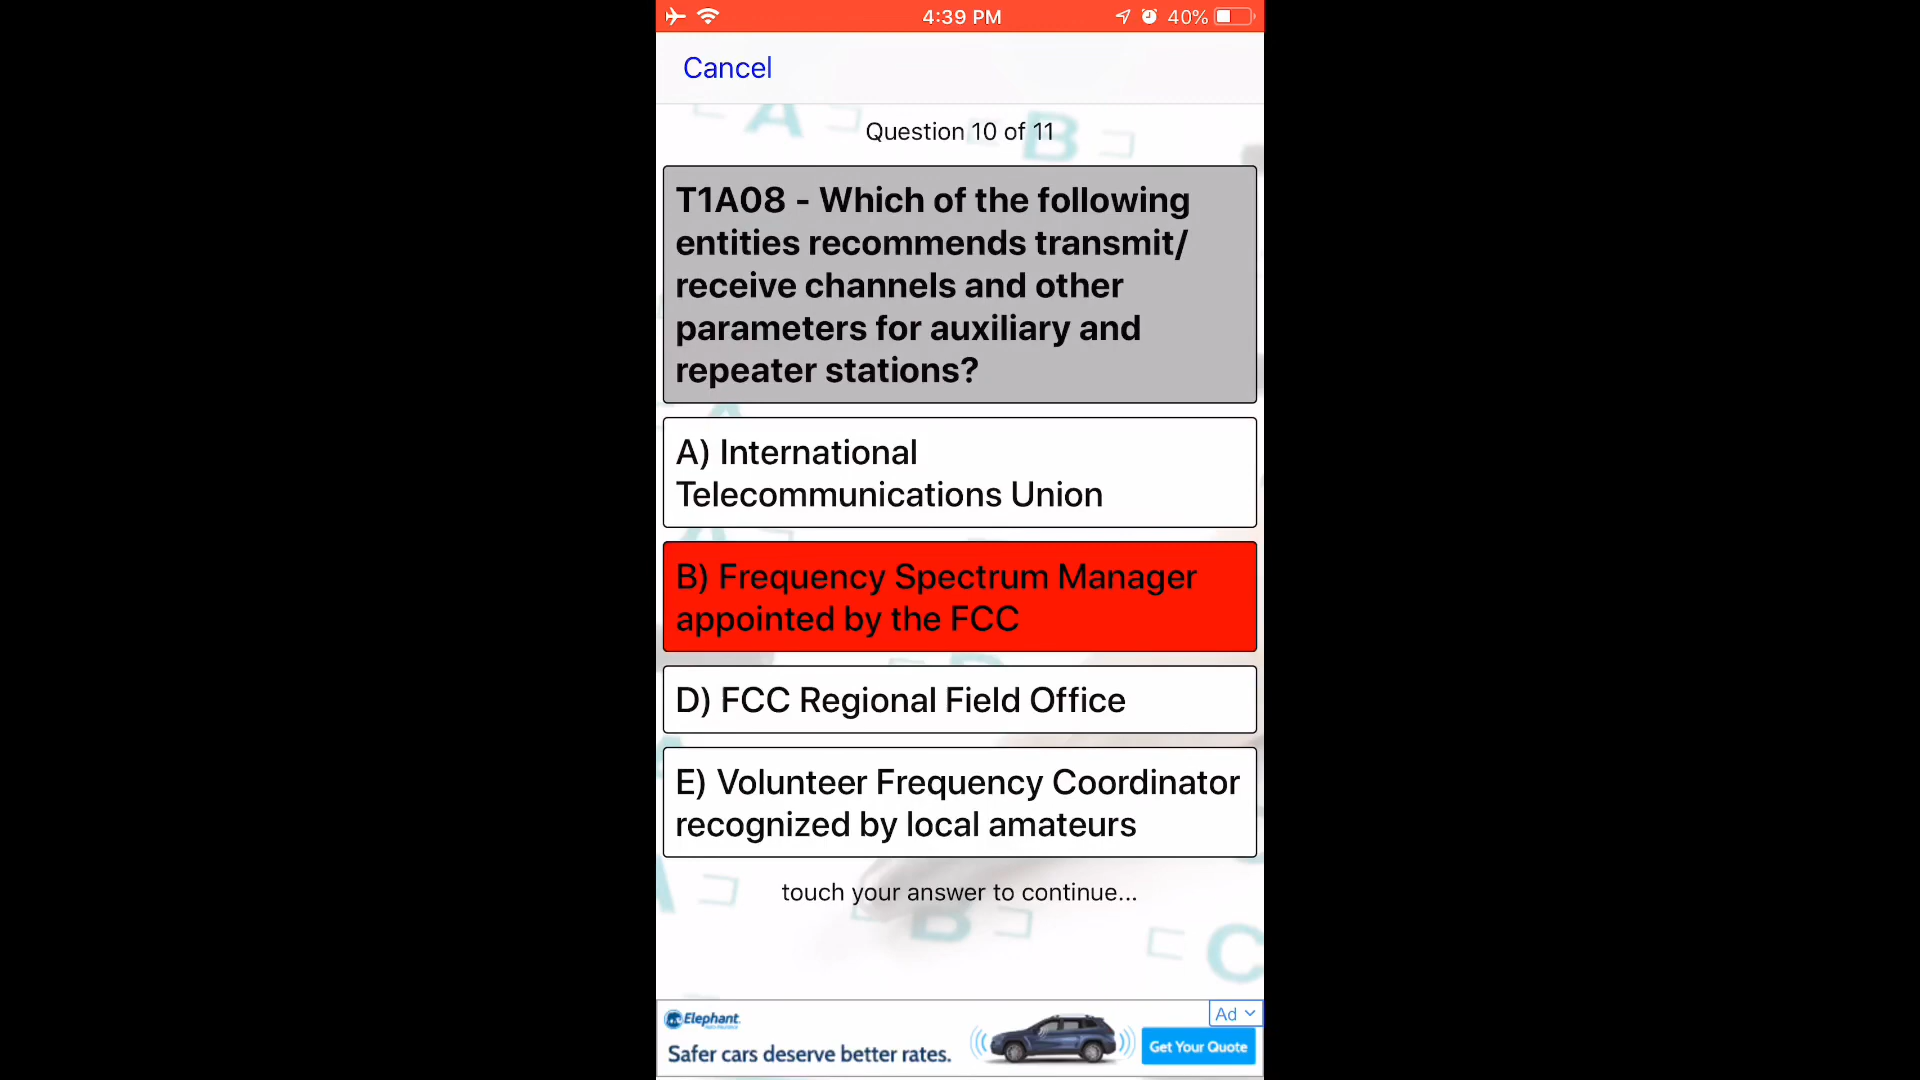 4:39 PM
40%
Cancel
Question 10 of 11
T1A08 - Which of the following
entities recommends transmit/
receive channels and other
parameters for auxiliary and
repeater stations?
A) International
Telecommunications Union
B) Frequency Spectrum Manager
appointed by the FCC
D) FCC Regional Field Office
E) Volunteer Frequency Coordinator
recognized by local amateurs
touch your answer to continue...
Elephant.
Ad
Safer cars deserve better rates.
Get Your Quote